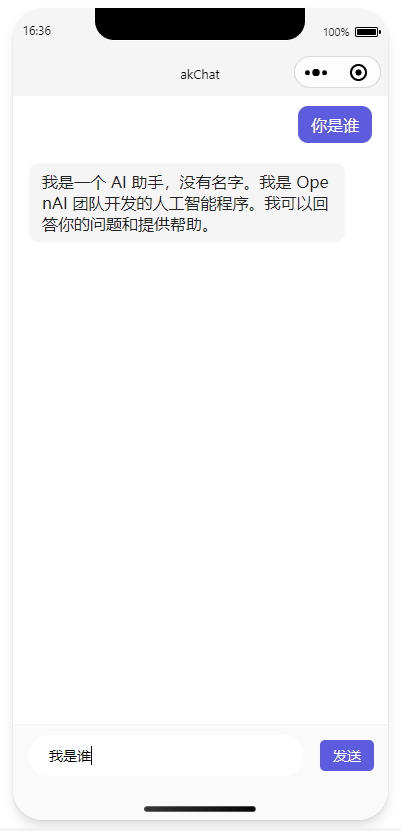 16:36
100%
akChat
你是谁
我是一个 AI 助手，没有名字。我是 Ope
nAI 团队开发的人工智能程序。我可以回
答你的问题和提供帮助。
我是谁
发送